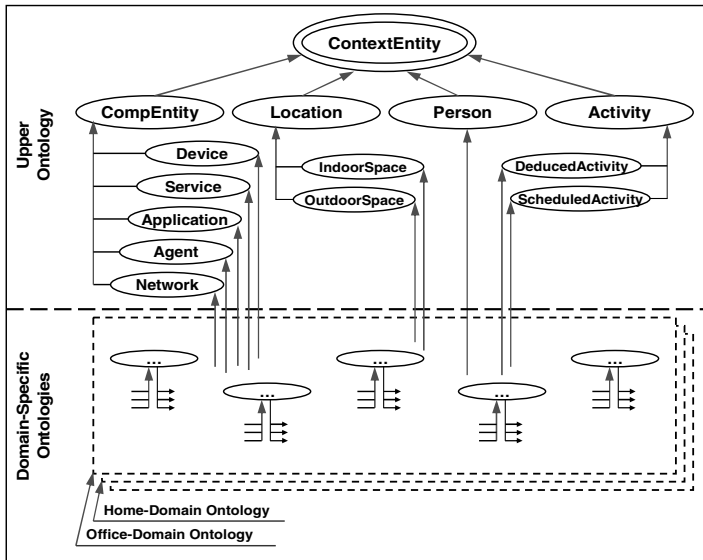 ContextEntity
CompEntity
Location
Person
Activity
Upper
Ontology
Device
Service
Application
Agent
Network
IndoorSpace
OutdoorSpace
DeducedActivity
ScheduledActivity
Domain-Specific
Ontologies
...
...
...
...
...
Home-Domain Ontology
Office-Domain Ontology